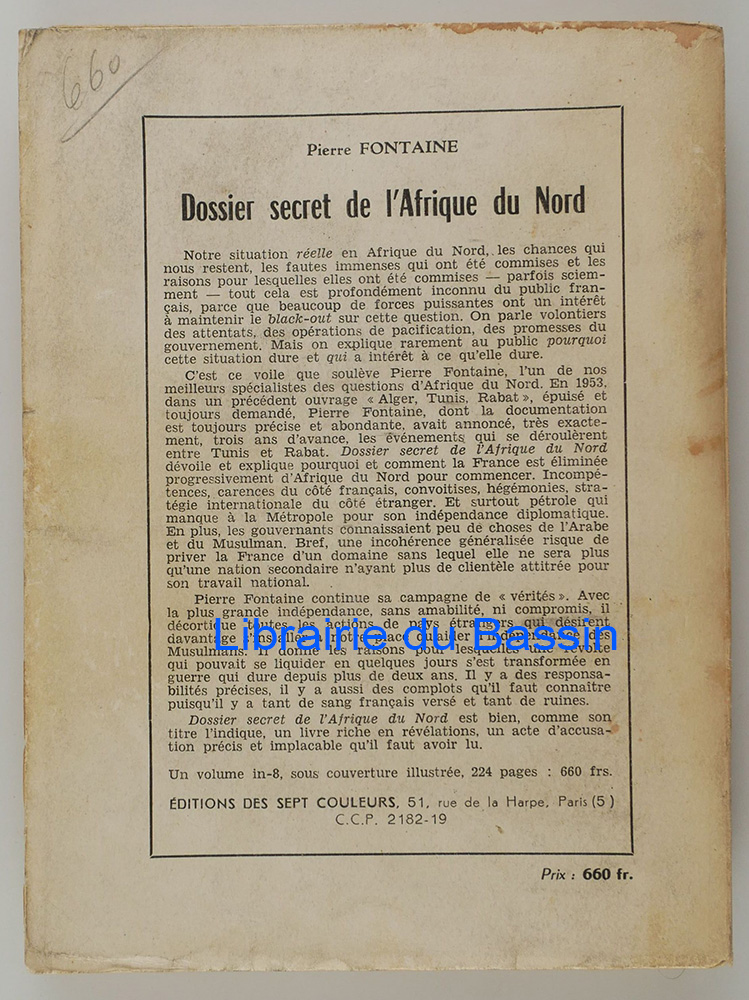 660
Pierre FONTAINE
Dossier secret de l'Afrique du Nord
Notre situation réelle en Afrique du Nord, les chances qui
nous restent, les fautes immenses qui ont été commises et les
raisons pour lesquelles elles ont été commises — parfois sciem-
ment — tout cela est profondément inconnu du public fran-
çais, parce que beaucoup de forces puissantes ont un intérêt
à maintenir le black-out sur cette question. On parle volontiers
des attentats, des opérations de pacification, des promesses du
gouvernement. Mais on explique rarement au public pourquoi
cette situation dure et qui a intérêt à ce qu'elle dure.
C'est ce voile que soulève Pierre Fontaine, l'un de nos
meilleurs spécialistes des questions d'Afrique du Nord. En 1953,
dans un précédent ouvrage « Alger, Tunis, Rabat », épuisé et
toujours demandé, Pierre Fontaine, dont la documentation
est toujours précise et abondante, avait annoncé, très exacte-
ment, trois ans d'avance, les événements qui se déroulèrent
entre Tunis et Rabat. Dossier secret de l'Afrique du Nord
dévoile et explique pourquoi et comment la France est éliminée
progressivement d'Afrique du Nord pour commencer. Incompé-
tences, carences du côté français, convoitises, hégémonies, stra-
tégie internationale du côté étranger. Et surtout pétrole qui
manque à la Métropole pour son indépendance diplomatique.
En plus, les gouvernants connaissaient peu de choses de l'Arabe
et du Musulman. Bref, une incohérence généralisée risque de
priver la France d'un domaine sans lequel elle ne sera plus
qu'une nation secondaire n'ayant plus de clientèle attitrée pour
son travail national.
Pierre Fontaine continue sa campagne de « vérités ». Avec
la plus grande indépendance, sans amabilité, ni compromis, il
décortique toutes les actions de pays étrangers qui désirent
davantage s'installer à notre place qu'aider l'indépendance des
Librairie du Bassin
Musulmans. Il donne les raisons pour lesquelles une révolte
qui pouvait se liquider en quelques jours s'est transformée en
guerre qui dure depuis plus de deux ans. Il y a des responsa-
bilités précises, il y a aussi des complots qu'il faut connaître
puisqu'il y a tant de sang français versé et tant de ruines.
Dossier secret de l'Afrique du Nord est bien, comme son
titre l'indique, un livre riche en révélations, un acte d'accusa-
tion précis et implacable qu'il faut avoir lu.
Un volume in-8, sous couverture illustrée, 224 pages : 660 frs.
ÉDITIONS DES SEPT COULEURS, 51, rue de la Harpe, Paris (5)
C.C.P. 2182-19
Prix : 660 fr.